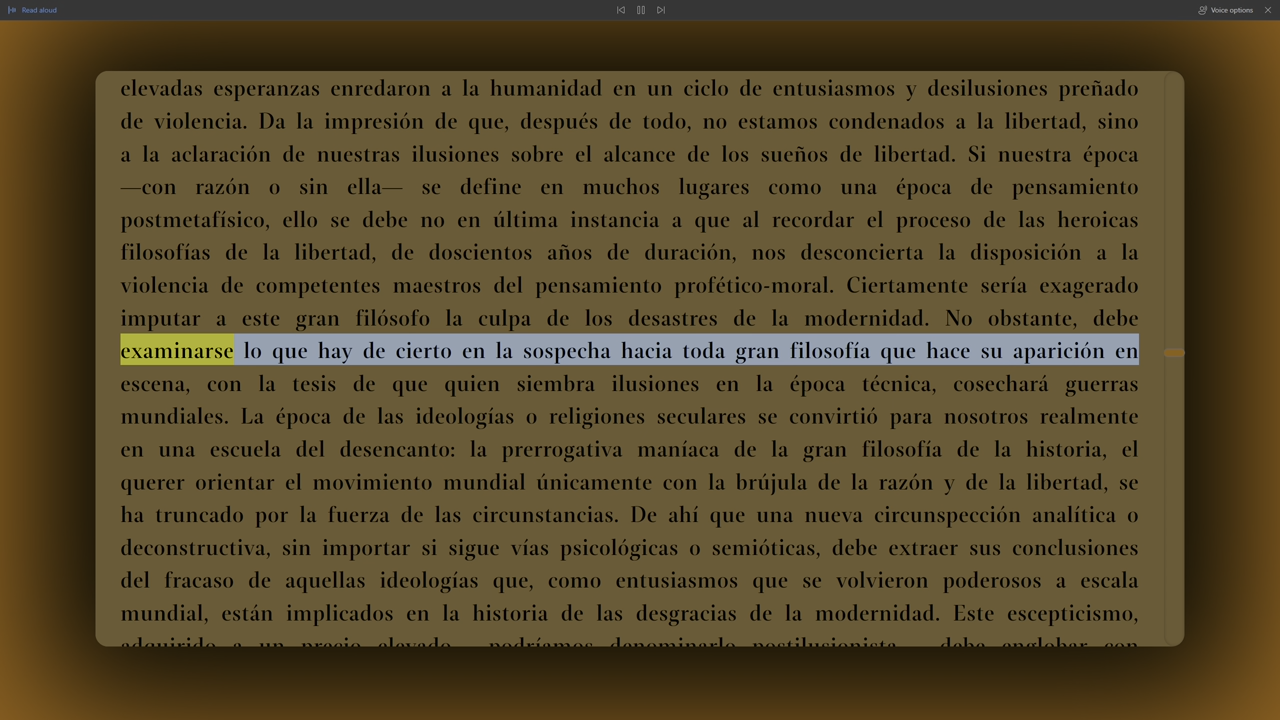 Read aloud
Voice options
elevadas esperanzas enredaron a la humanidad en un ciclo de entusiasmos y desilusiones preñado
de violencia. Da la impresión de que, después de todo, no estamos condenados a la libertad, sino
a la aclaración de nuestras ilusiones sobre el alcance de los sueños de libertad. Si nuestra época
—con razón o sin ella— se define en muchos lugares como una época de pensamiento
postmetafísico, ello se debe no en última instancia a que al recordar el proceso de las heroicas
filosofías de la libertad, de doscientos años de duración, nos desconcierta la disposición a la
violencia de competentes maestros del pensamiento profético-moral. Ciertamente sería exagerado
imputar a este gran filósofo la culpa de los desastres de la modernidad. No obstante, debe
examinarse lo que hay de cierto en la sospecha hacia toda gran filosofía que hace su aparición en
escena, con la tesis de que quien siembra ilusiones en la época técnica, cosechará guerras
mundiales. La época de las ideologías o religiones seculares se convirtió para nosotros realmente
en una escuela del desencanto: la prerrogativa maníaca de la gran filosofía de la historia, el
querer orientar el movimiento mundial únicamente con la brújula de la razón y de la libertad, se
ha truncado por la fuerza de las circunstancias. De ahí que una nueva circunspección analítica o
deconstructiva, sin importar si sigue vías psicológicas o semióticas, debe extraer sus conclusiones
del fracaso de aquellas ideologías que, como entusiasmos que se volvieron poderosos a escala
mundial, están implicados en la historia de las desgracias de la modernidad. Este escepticismo,
adquirido a un precio elevado —podríamos denominarlo postilusionista— debe englobar con